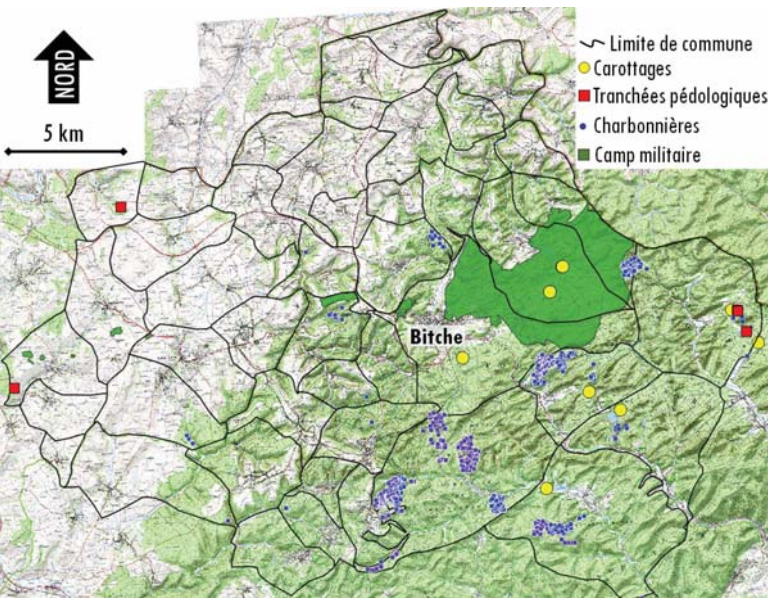 NORD
5 km
Limite de commune
Carottages
Tranchées pédologiques
Charbonnières
Camp militaire
Bitche